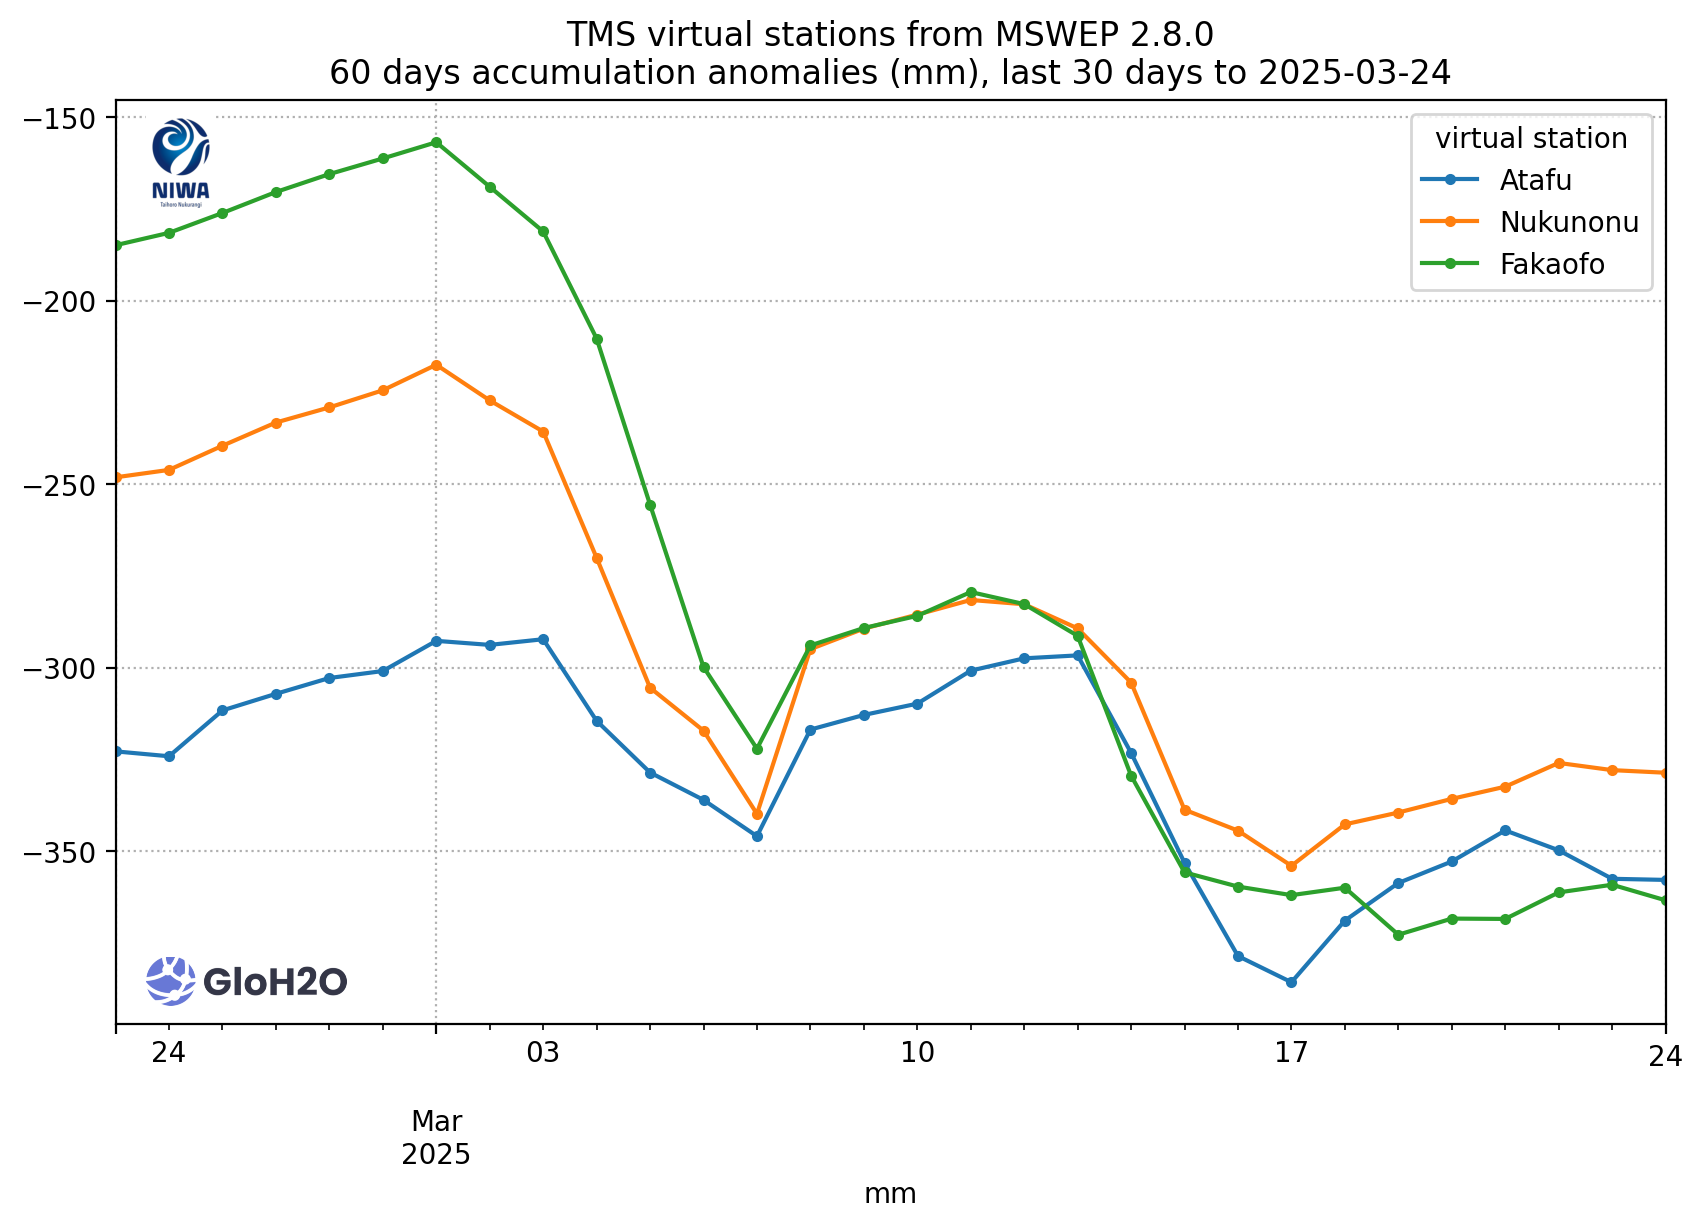 TMS virtual stations from MSWEP 2.8.0
60 days accumulation anomalies (mm), last 30 days to 2025-03-24
−150
−200
−250
−300
−350
NIWA
Taihoro Nukurangi
virtual station
Atafu
Nukunonu
Fakaofo
GloH2O
24
03
10
17
24
Mar
2025
mm